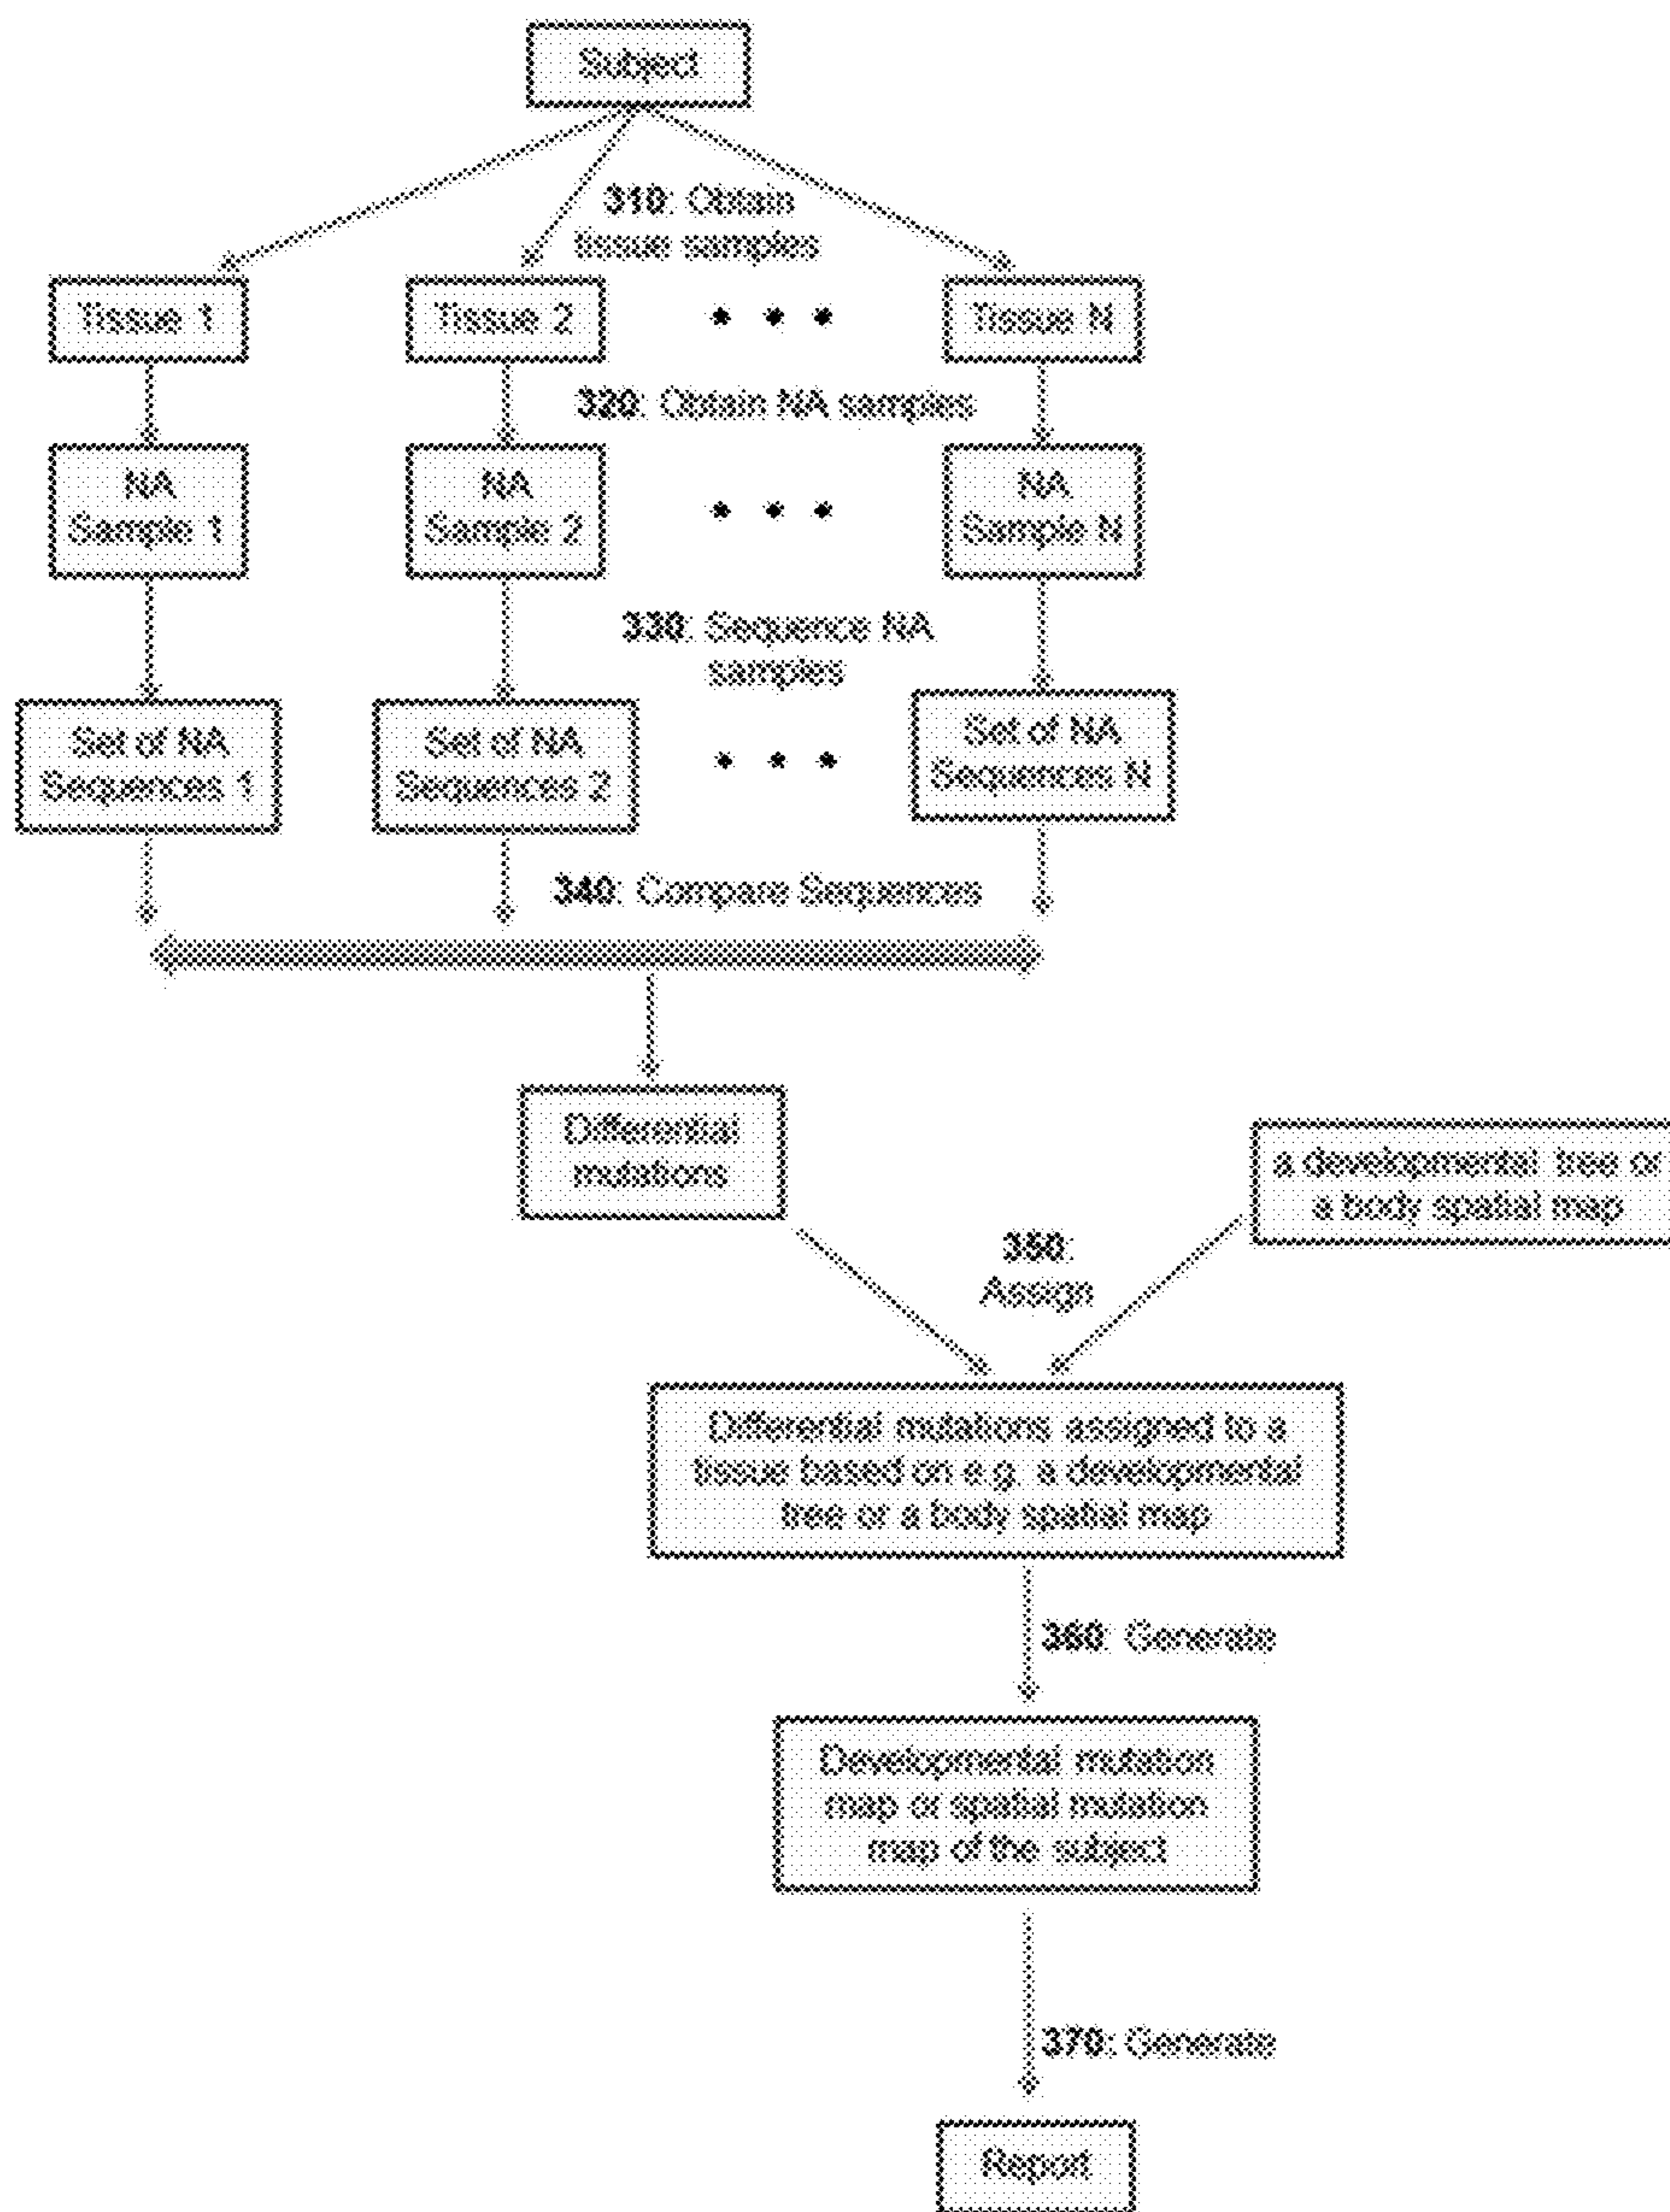 Subject
310: Obtain
tissue samples
Tissue 1
Tissue 2
Tissue N
320: Obtain NA samples
NA
Sample 1
NA
Sample 2
NA
Sample N
330: Sequence NA
samples
Set of NA
Sequences 1
Set of NA
Sequences 2
Set of NA
Sequences N
340: Compare Sequences
Differential
mutations
a developmental tree or
a body spatial map
350:
Assign
Differential mutations assigned to a
tissue based on e.g. a developmental
tree or a body spatial map
360: Generate
Developmental mutation
map or spatial mutation
map of the subject
370: Generate
Report